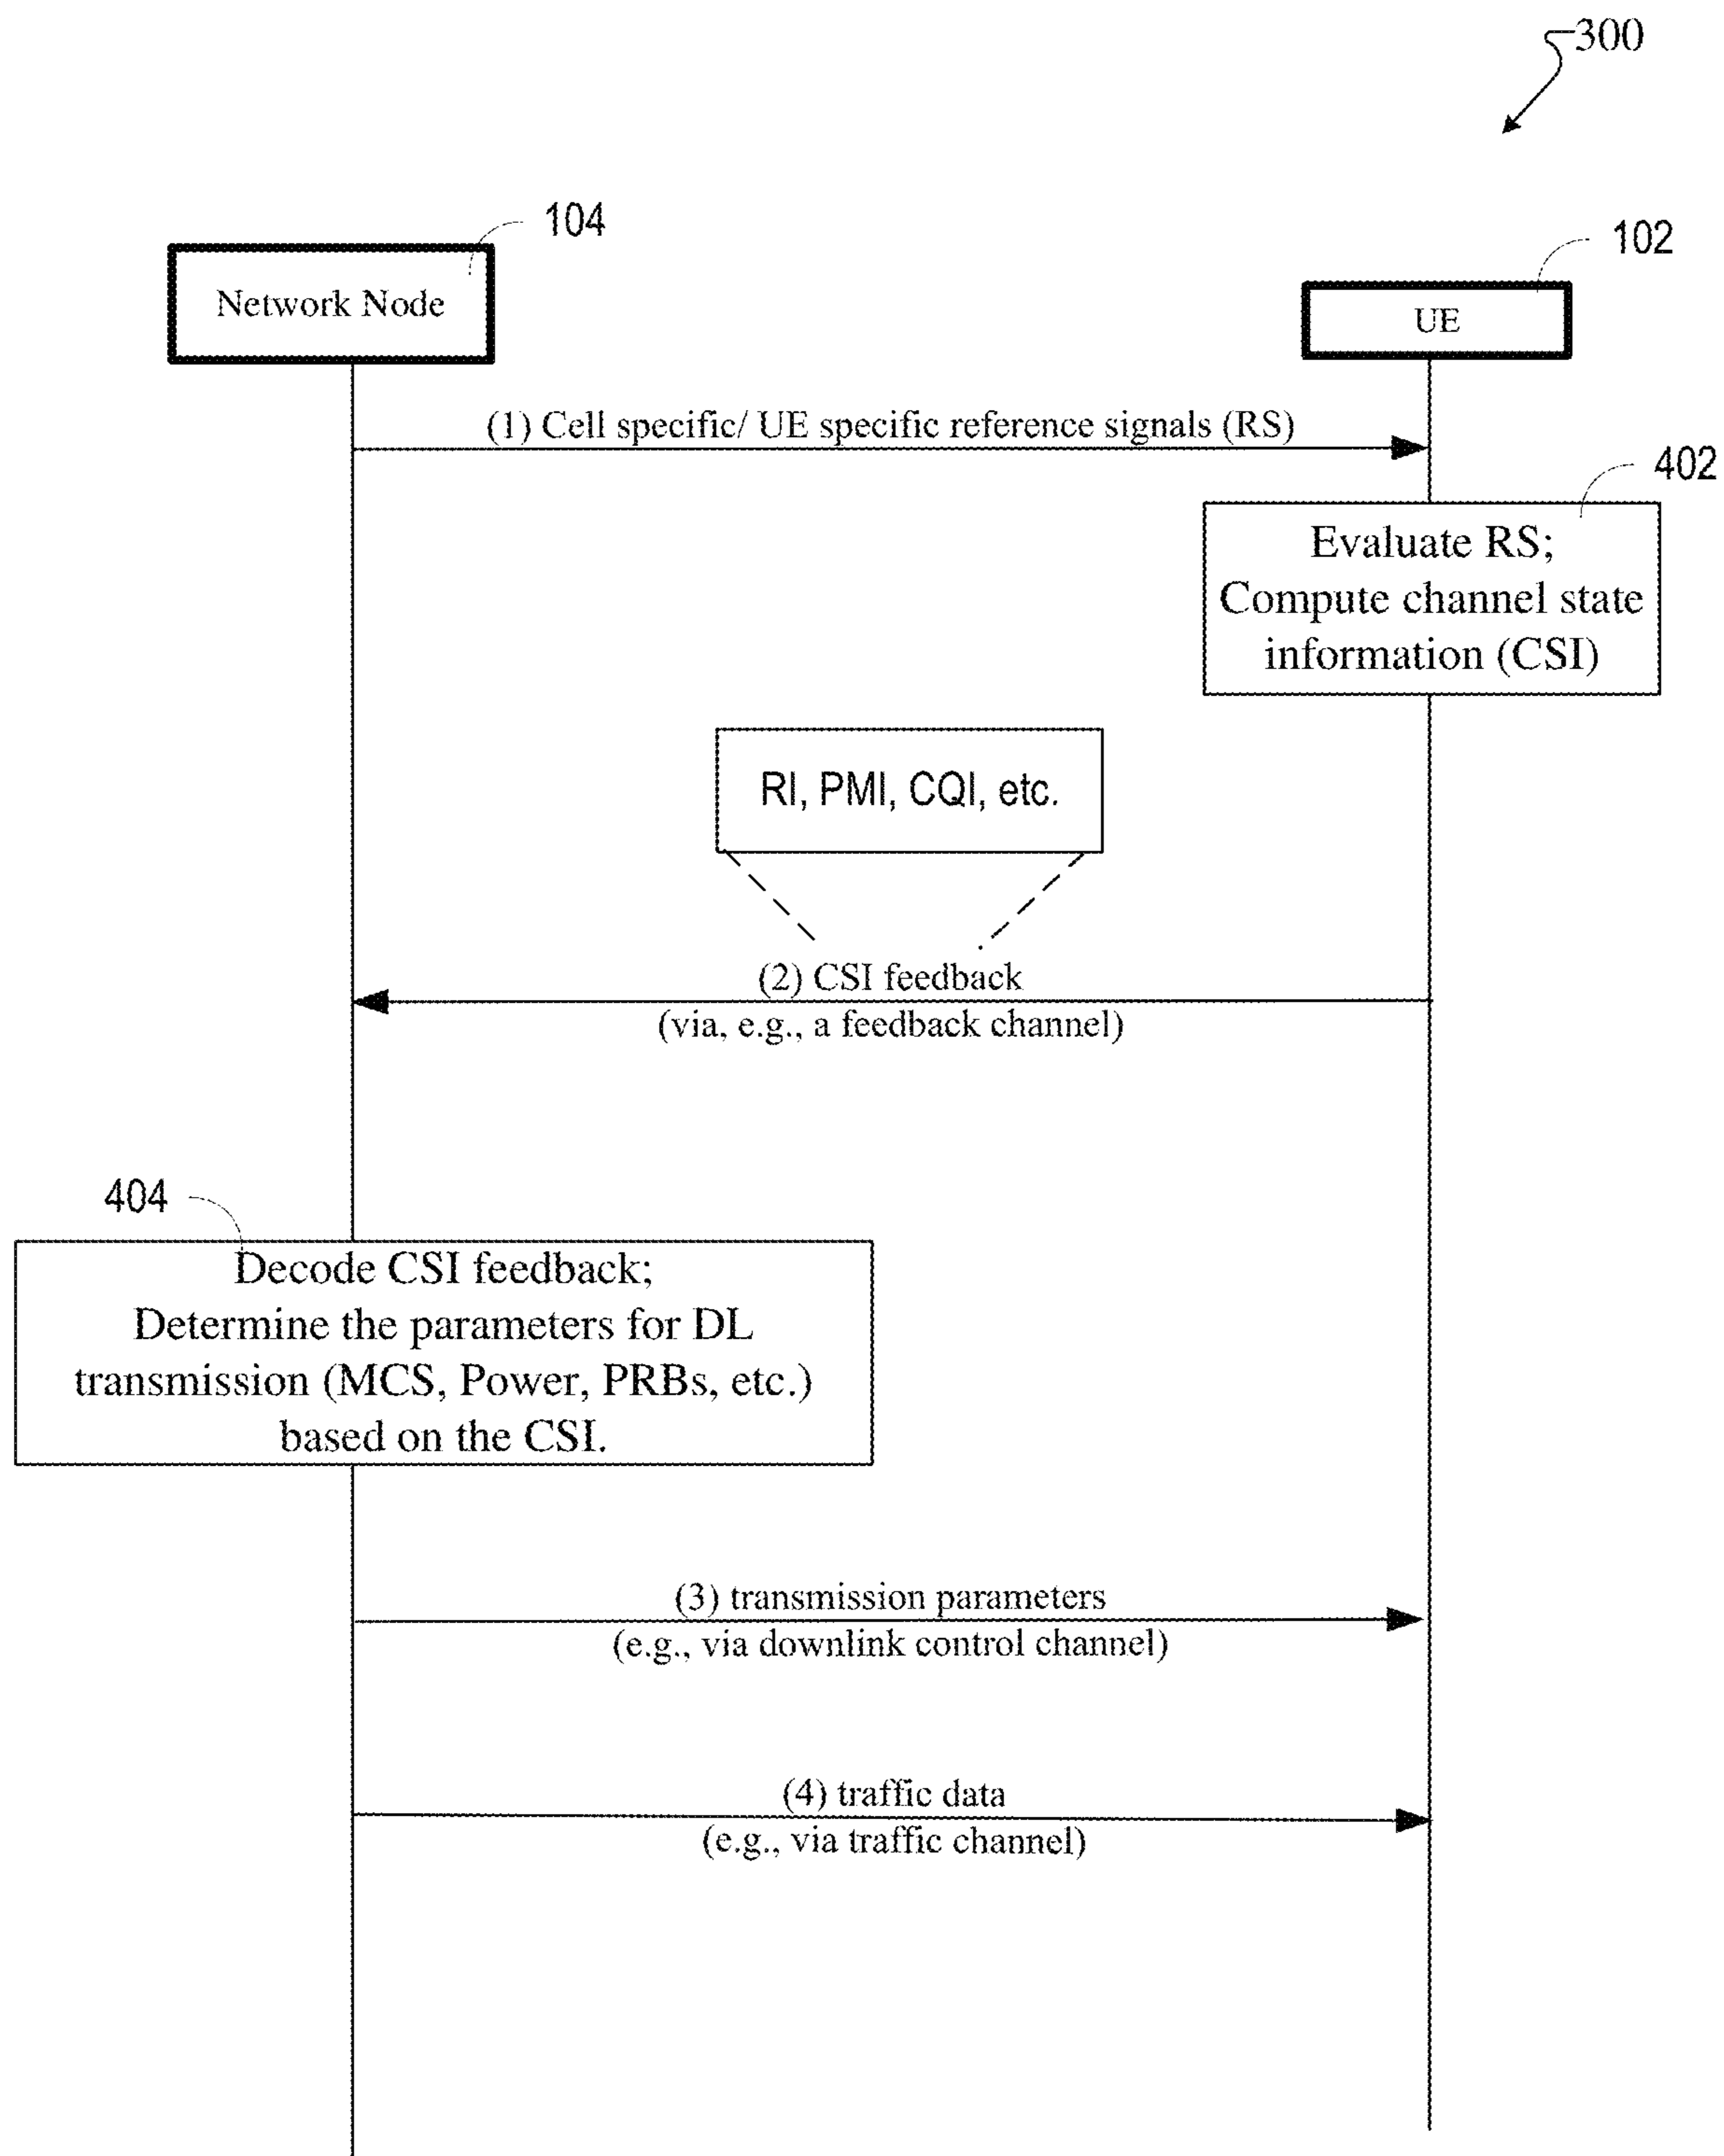 300
104
102
Network Node
UE
(1) Cell specific/ UE specific reference signals (RS)
402
Evaluate RS;
Compute channel state
information (CSI)
RI, PMI, CQI, etc.
(2) CSI feedback
(via, e.g., a feedback channel)
404
Decode CSI feedback;
Determine the parameters for DL
transmission (MCS, Power, PRBs, etc.)
based on the CSI.
(3) transmission parameters
(e.g., via downlink control channel)
(4) traffic data
(e.g., via traffic channel)